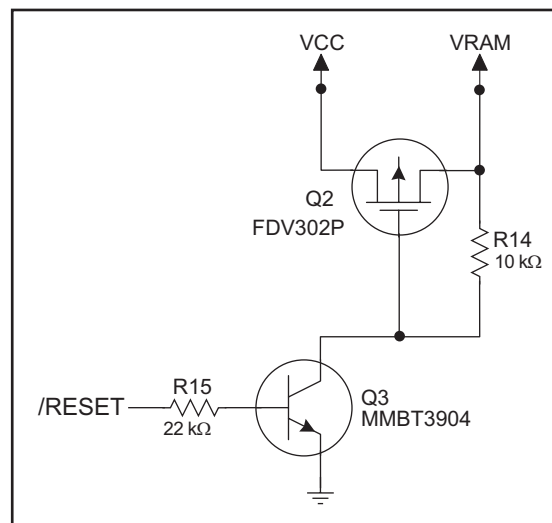 VCC
VRAM
Q2
FDV302P
R14
10 kΩ
R15
22 kΩ
/RESET
Q3
MMBT3904